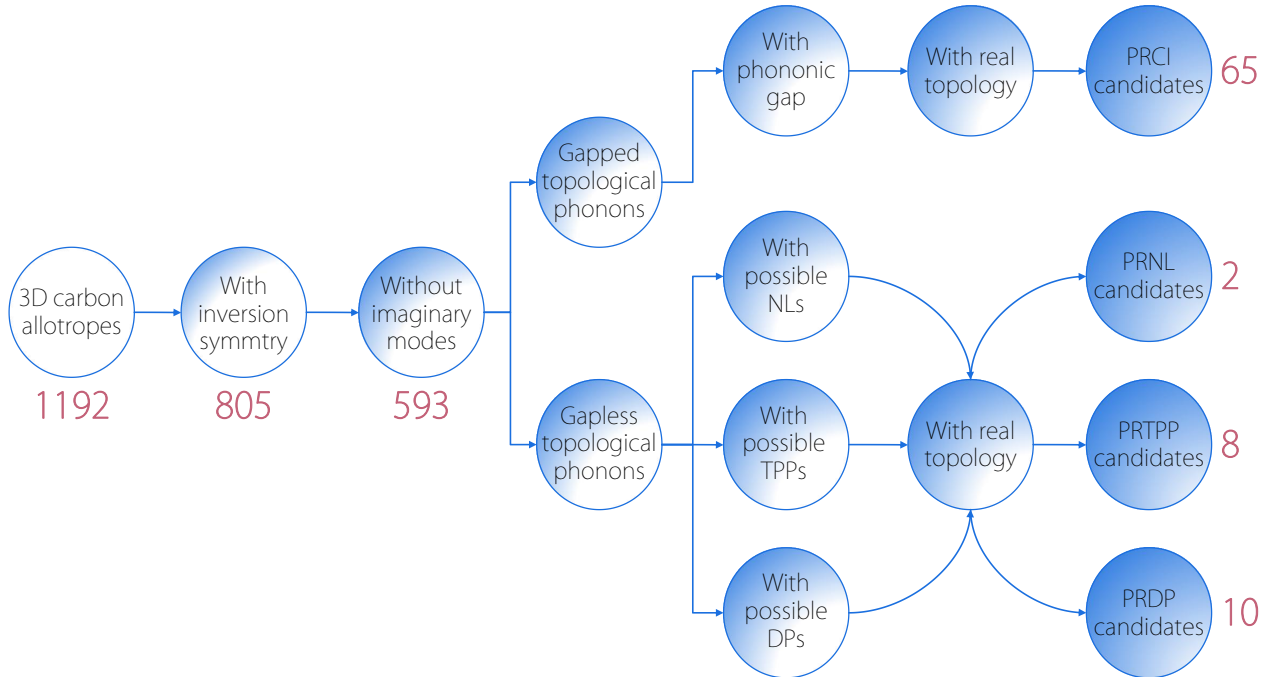 3D carbon
allotropes
1192
With
inversion
symmtry
805
Without
imaginary
modes
593
Gapped
topological
phonons
With
phononic
gap
With real
topology
PRCI
candidates
65
Gapless
topological
phonons
With
possible
NLs
With
possible
TPPs
With
possible
DPs
With real
topology
PRNL
candidates
2
PRTPP
candidates
8
PRDP
candidates
10